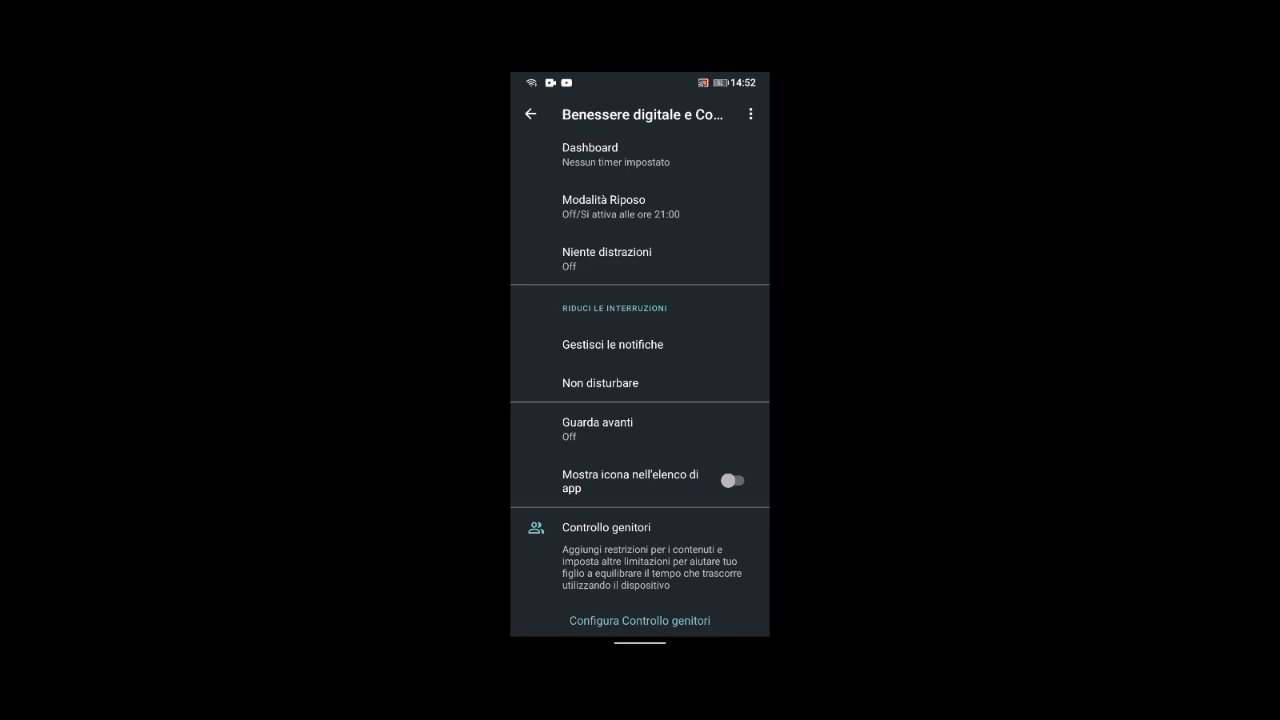 14:52
Benessere digitale e Co...
Dashboard
Nessun timer impostato
Modalità Riposo
Off/Si attiva alle ore 21:00
Niente distrazioni
Off
RIDUCI LE INTERRUZIONI
Gestisci le notifiche
Non disturbare
Guarda avanti
Off
Mostra icona nell'elenco di
app
Controllo genitori
Aggiungi restrizioni per i contenuti e
imposta altre limitazioni per aiutare tuo
figlio a equilibrare il tempo che trascorre
utilizzando il dispositivo
Configura Controllo genitori